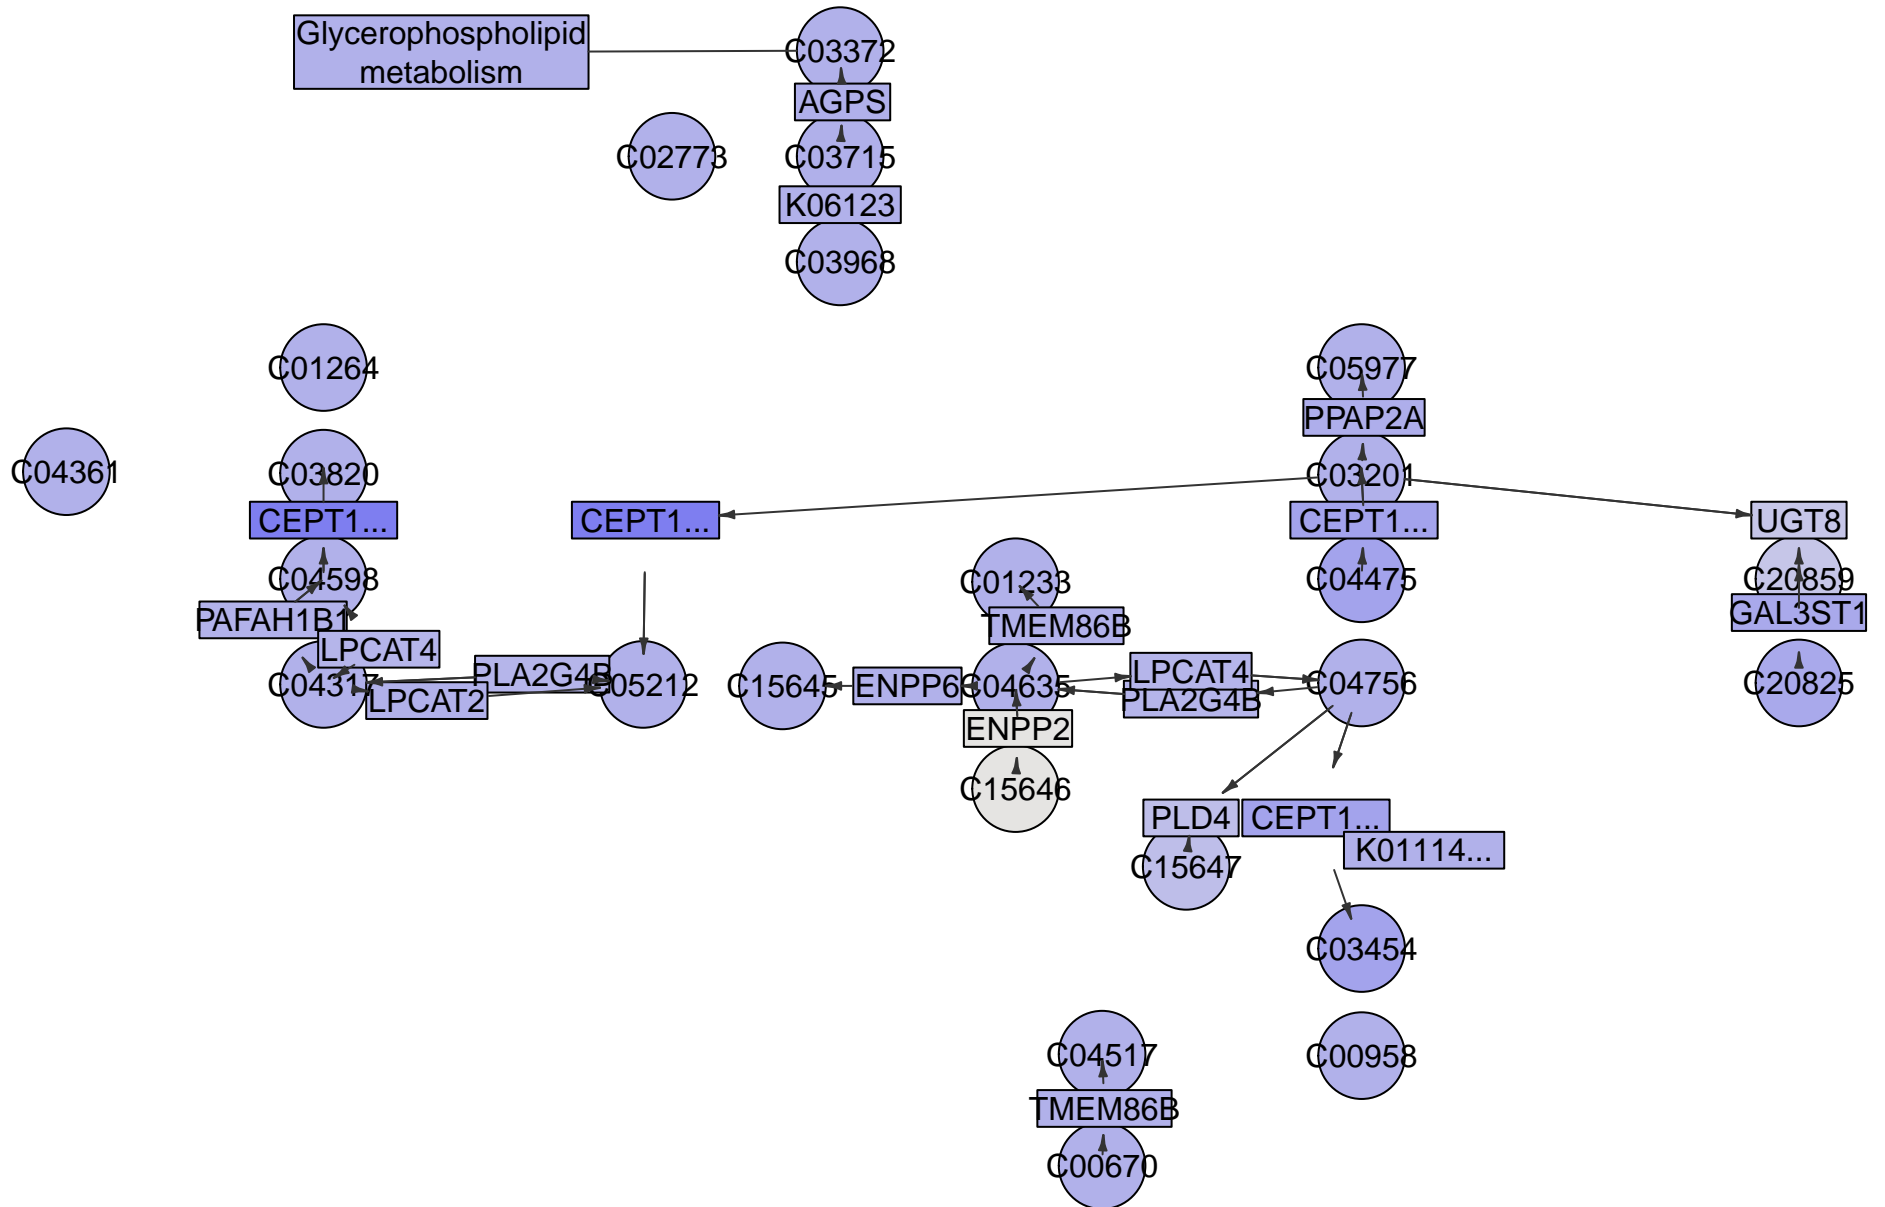 Glycerophospholipid
metabolism
C03372
AGPS
C02773
C03715
K06123
C03968
C01264
C05977
PPAP2A
C04361
C03820
C03201
CEPT1...
CEPT1...
CEPT1...
UGT8
C04598
C01233
C04475
C20859
PAFAH1B1
TMEM86B
GAL3ST1
LPCAT4
PLA2G4B
LPCAT4
C04317
C05212
C15645
ENPP6
C04635
C04756
C20825
LPCAT2
PLA2G4B
ENPP2
C15646
PLD4
CEPT1...
K01114...
C15647
C03454
C04517
C00958
TMEM86B
C00670